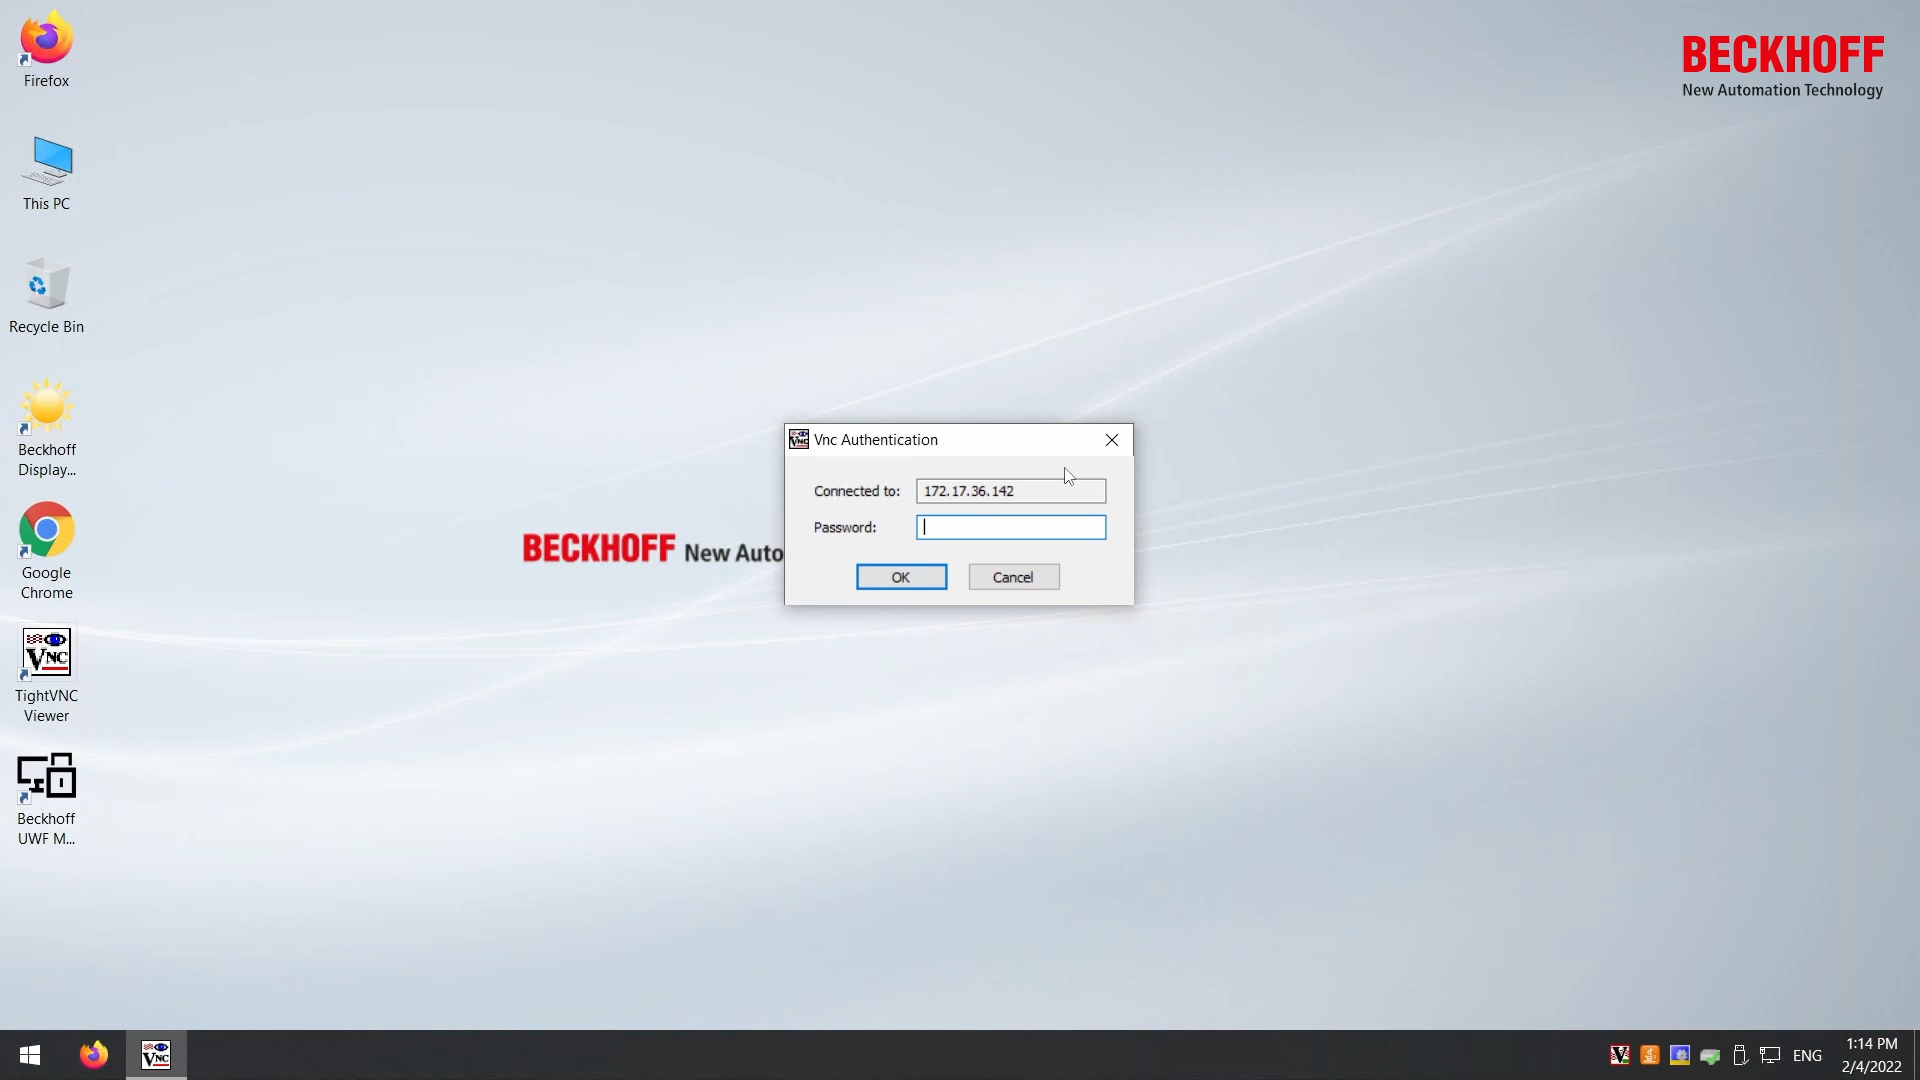 Firefox
This PC
Recycle Bin
Beckhoff
Display...
Google
Chrome
VNC
TightVNC
Viewer
Beckhoff
UWF M...
BECKHOFF
New Automation Technology
BECKHOFF New Auto
Vnc Authentication
Connected to: 172.17.36.142
Password:
OK Cancel
VNC
ENG
1:14 PM
2/4/2022